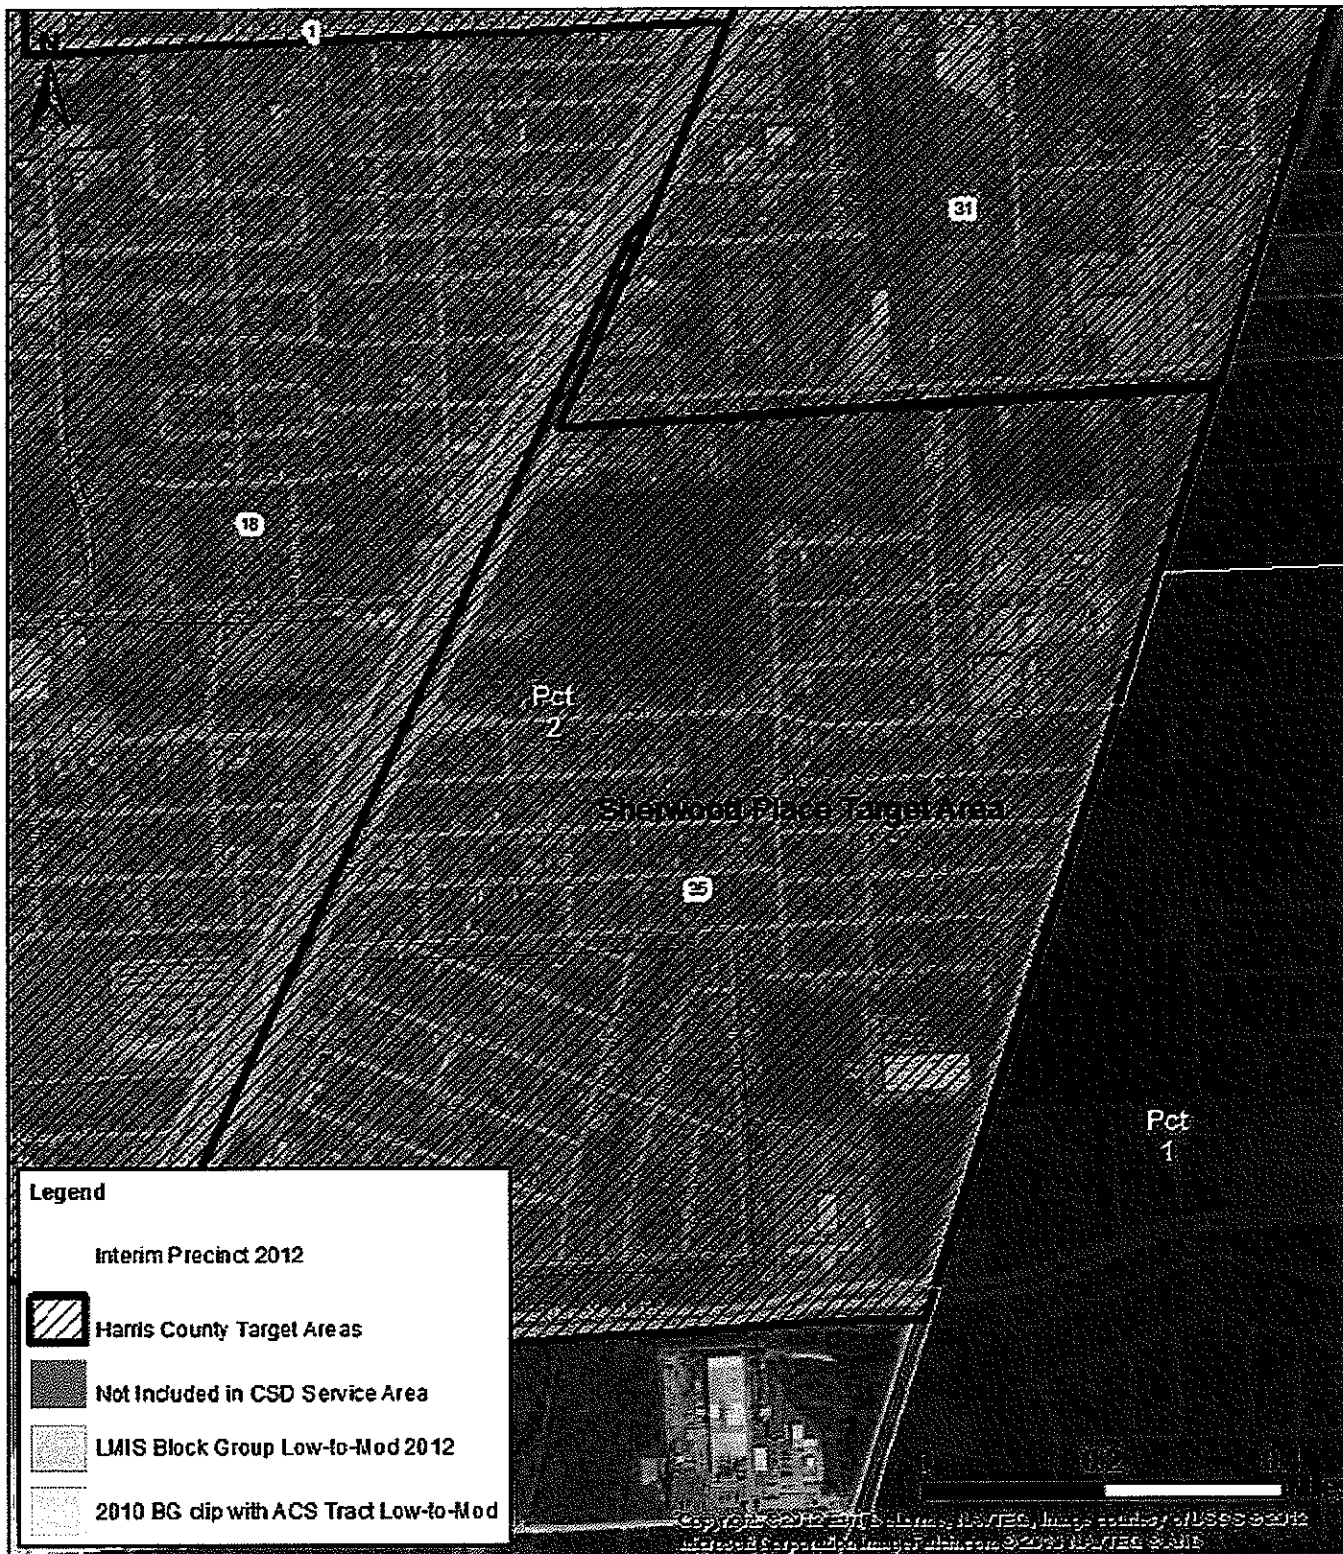 1
N
31
18
Pct
2
Sherwood Place Target Area
25
Pct
1
Legend
Interim Precinct 2012
Harris County Target Areas
Not Included in CSD Service Area
LMIS Block Group Low-to-Mod 2012
2010 BG clip with ACS Tract Low-to-Mod
0.2